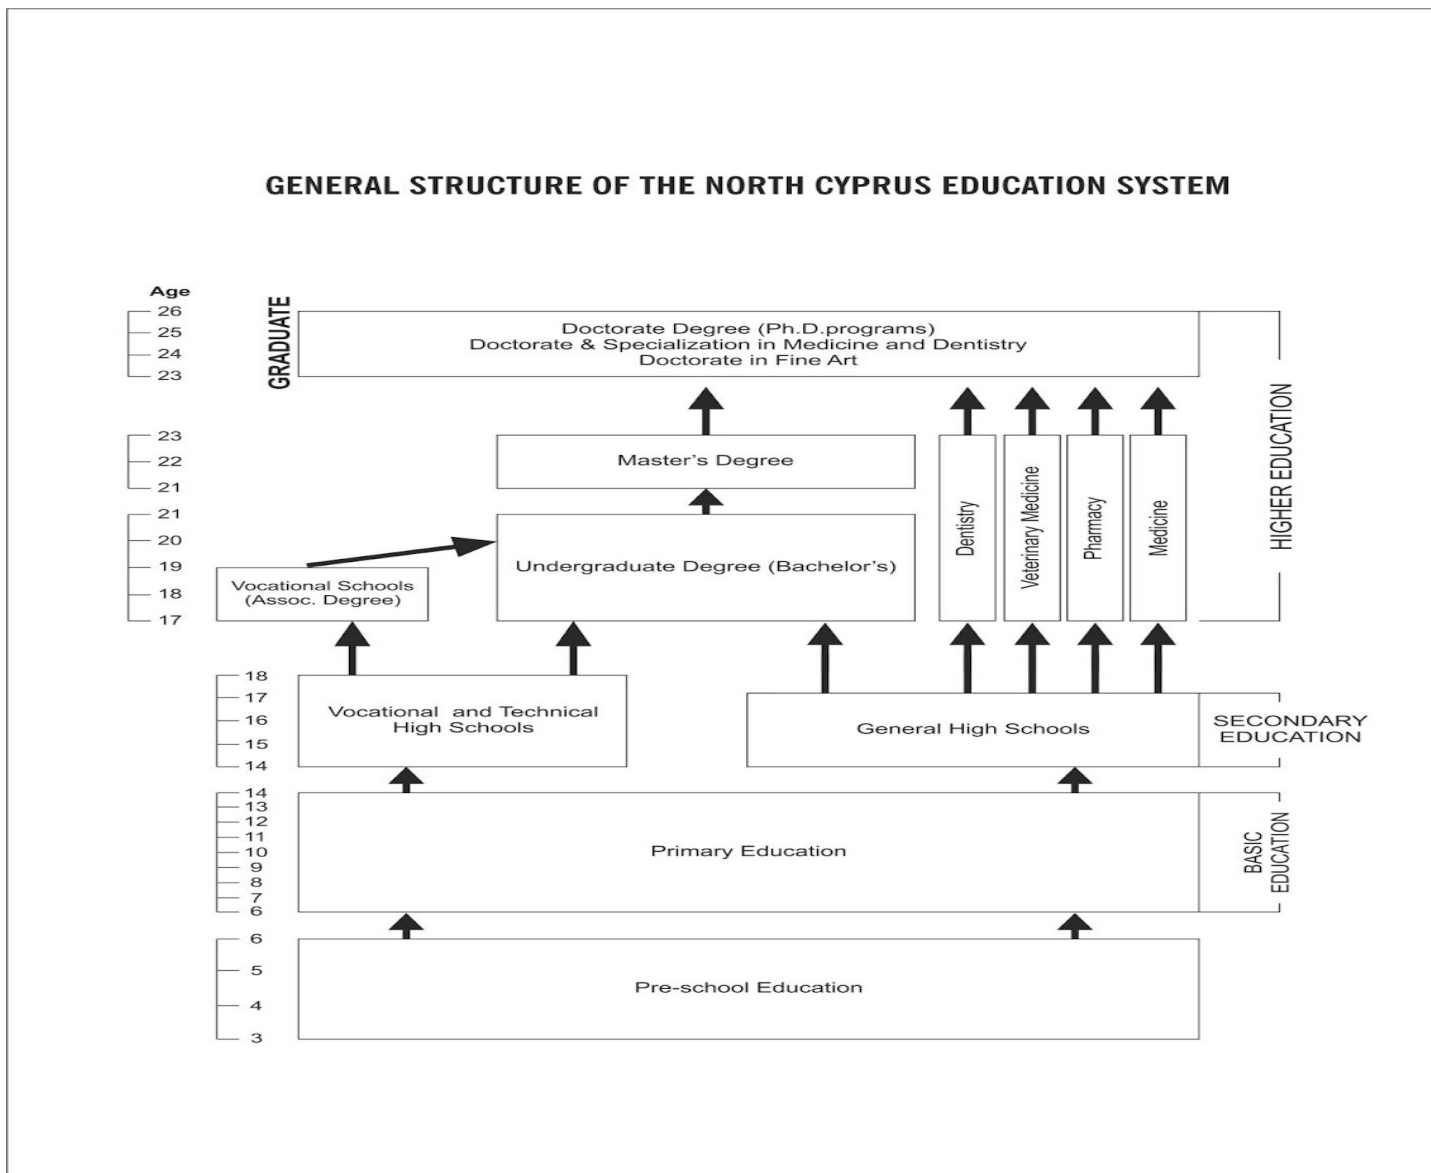 GENERAL STRUCTURE OF THE NORTH CYPRUS EDUCATION SYSTEM
Age
26
25
24
23
GRADUATE
Doctorate Degree (Ph.D.programs)
Doctorate & Specialization in Medicine and Dentistry
Doctorate in Fine Art
23
22
21
Master's Degree
21
20
19
18
17
Vocational Schools
(Assoc. Degree)
Undergraduate Degree (Bachelor's)
Dentistry
Veterinary Medicine
Pharmacy
Medicine
HIGHER EDUCATION
18
17
16
15
14
Vocational and Technical
High Schools
General High Schools
SECONDARY
EDUCATION
14
13
12
11
10
9
8
7
6
Primary Education
BASIC
EDUCATION
6
5
4
3
Pre-school Education